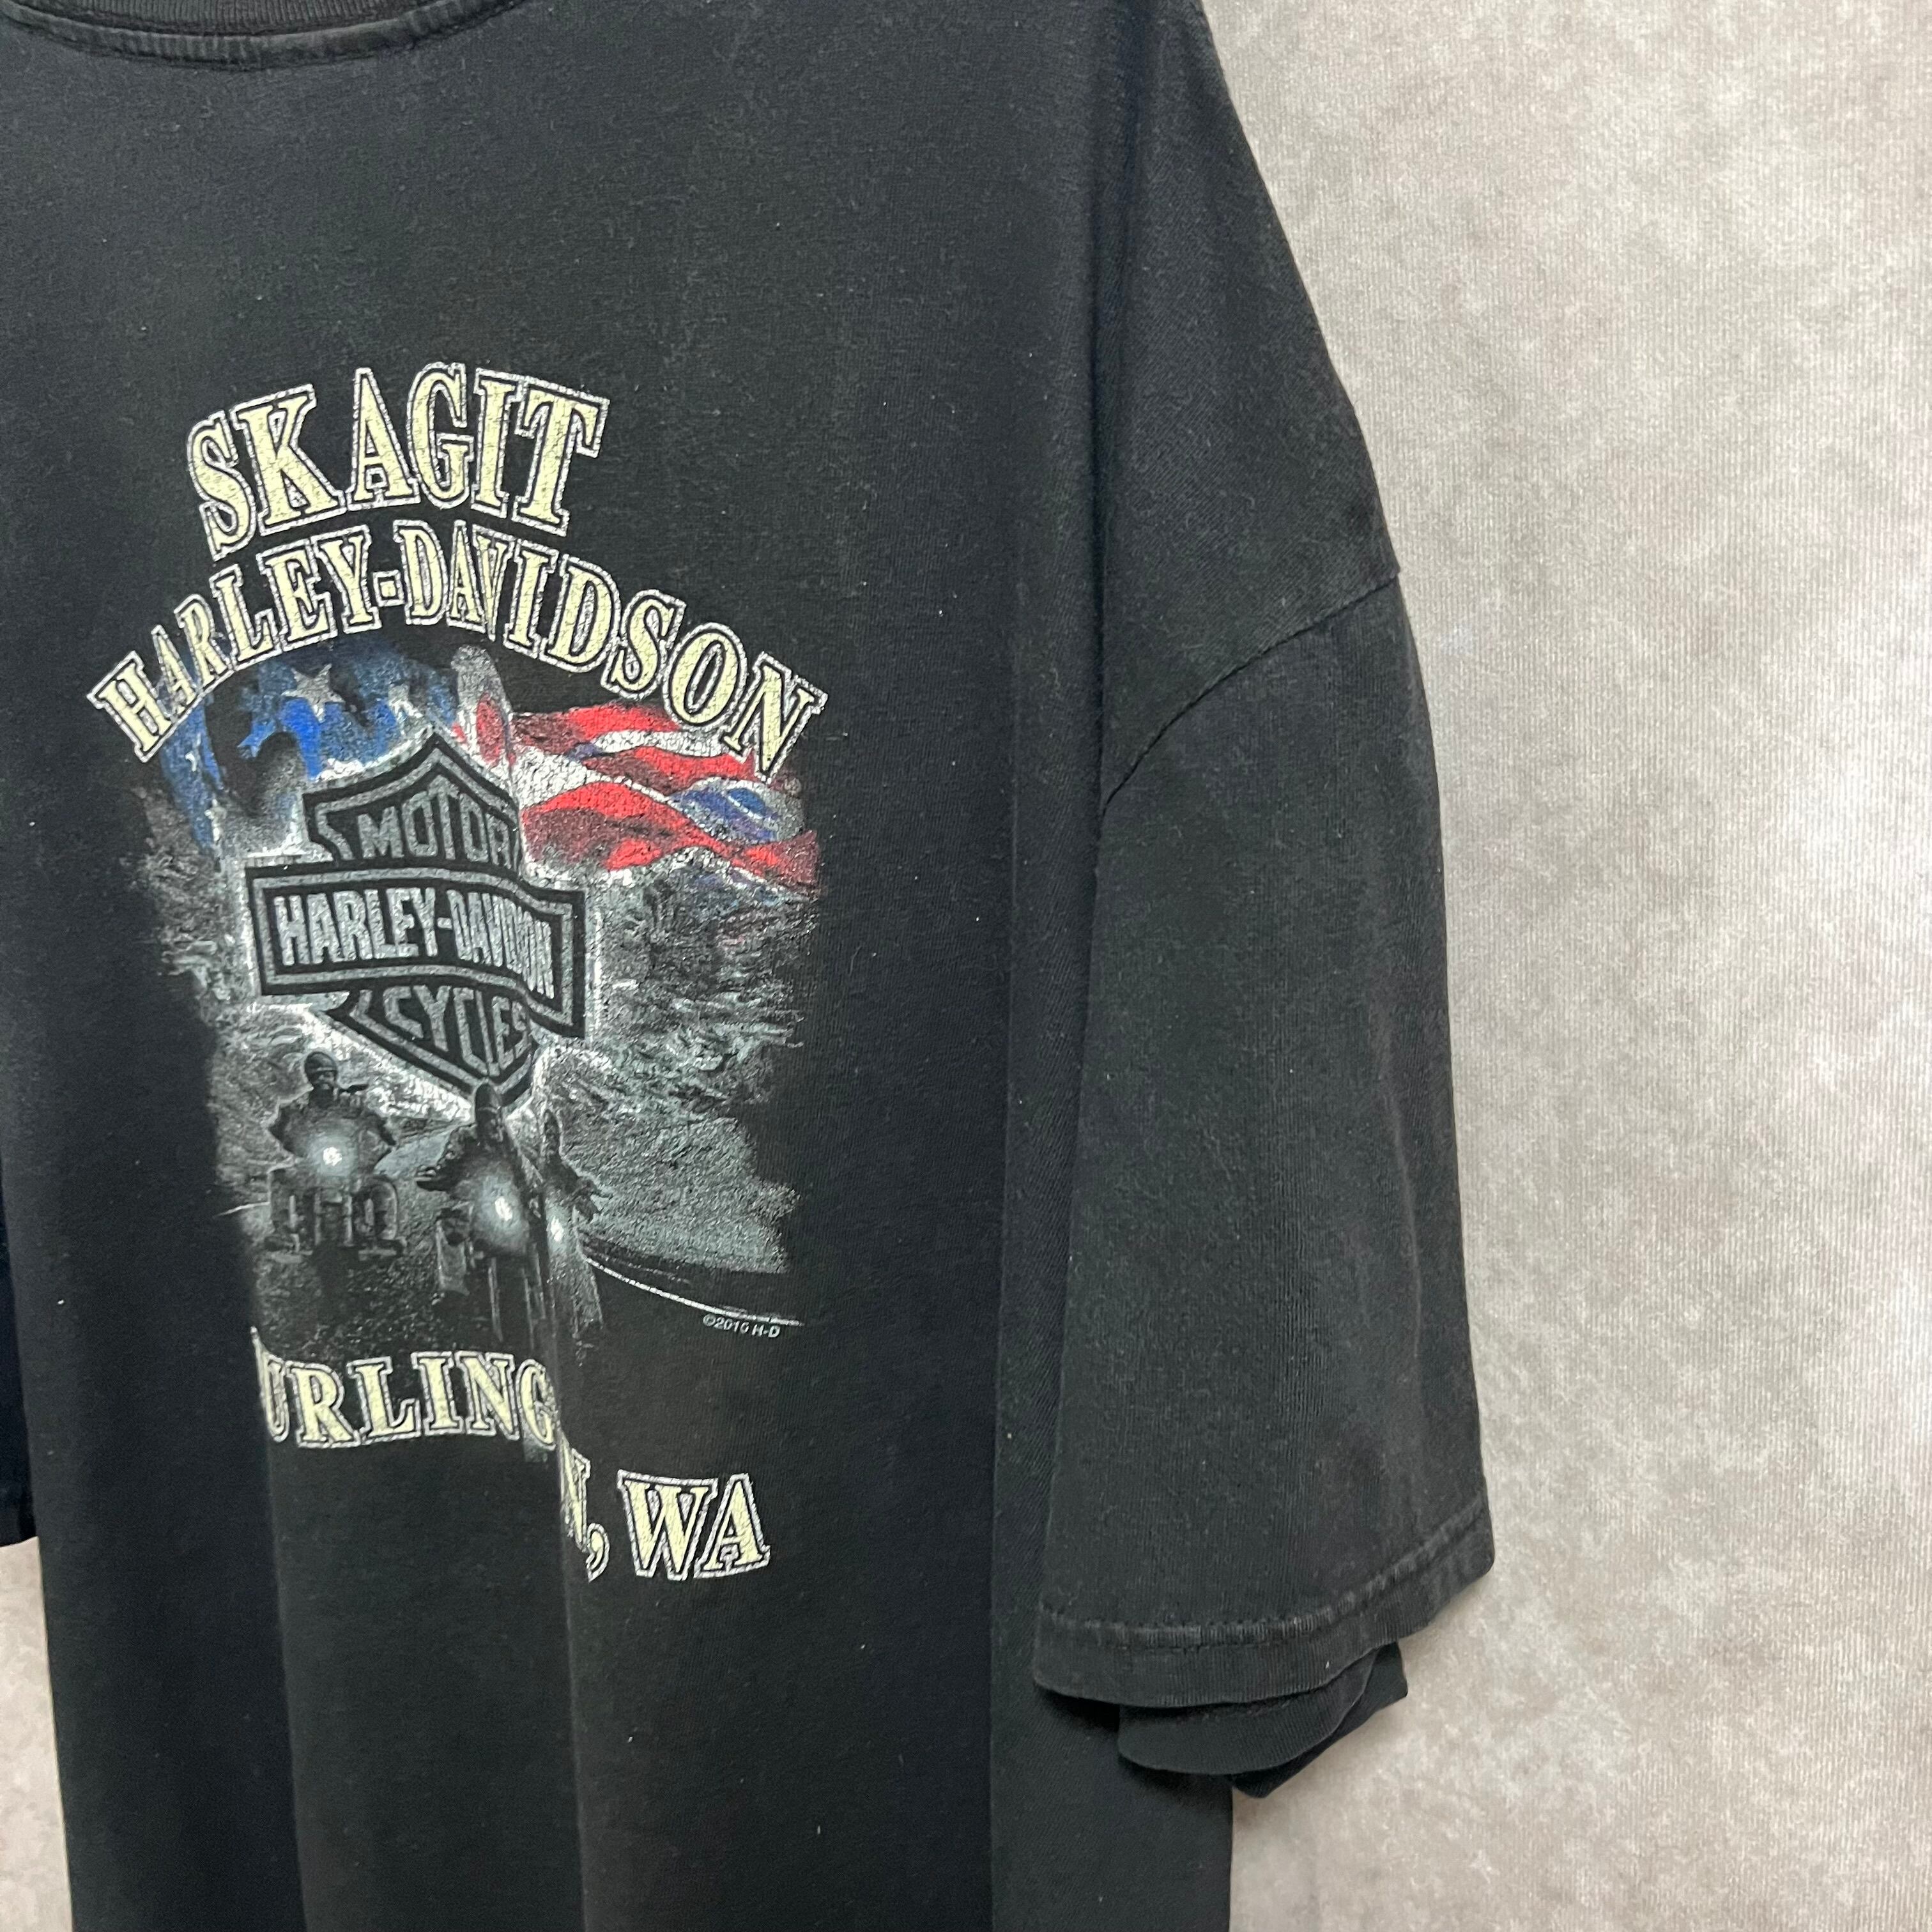 SKAGIT
HARLEY-DAVIDSON
MOTOR
HARLEY-DAVIDSON
CYCLES
©2010 H-D
URLING N, WA